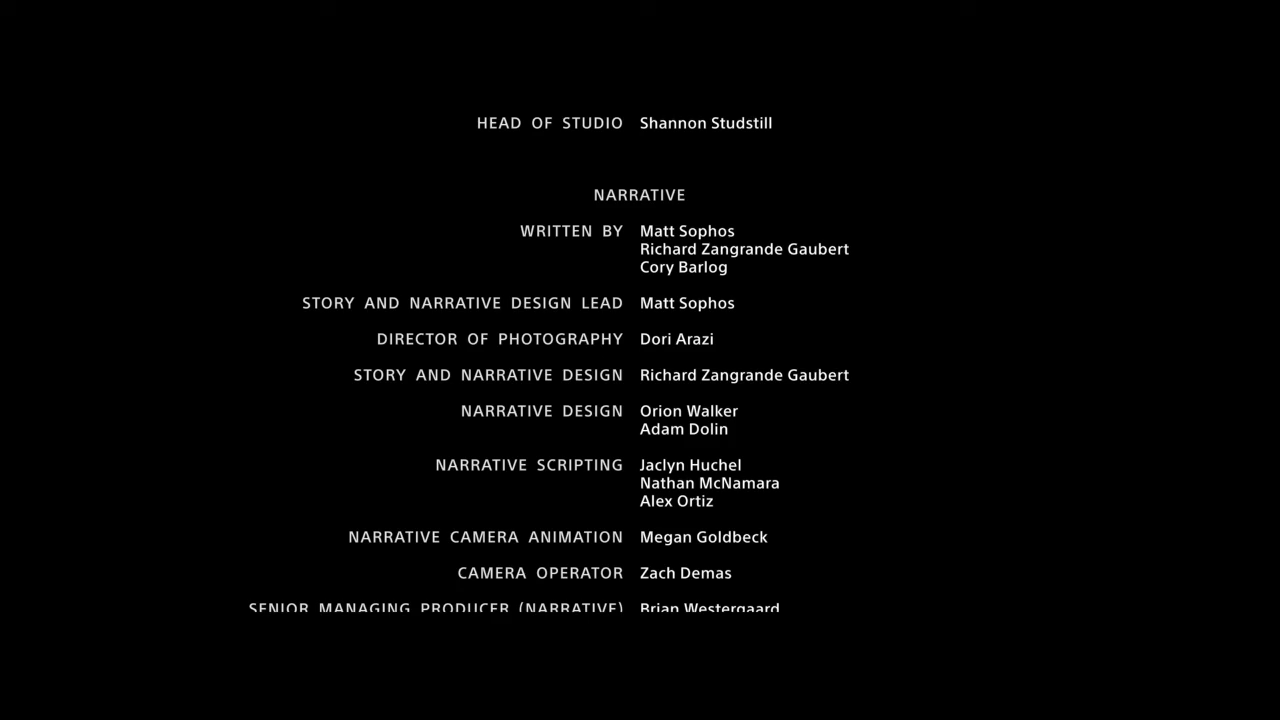 HEAD OF STUDIO Shannon Studstill
NARRATIVE
WRITTEN BY Matt Sophos
Richard Zangrande Gaubert
Cory Barlog
STORY AND NARRATIVE DESIGN LEAD Matt Sophos
DIRECTOR OF PHOTOGRAPHY Dori Arazi
STORY AND NARRATIVE DESIGN Richard Zangrande Gaubert
NARRATIVE DESIGN Orion Walker
Adam Dolin
NARRATIVE SCRIPTING Jaclyn Huchel
Nathan McNamara
Alex Ortiz
NARRATIVE CAMERA ANIMATION Megan Goldbeck
CAMERA OPERATOR Zach Demas
SENIOR MANAGING PRODUCER (NARRATIVE) Brian Westergaard